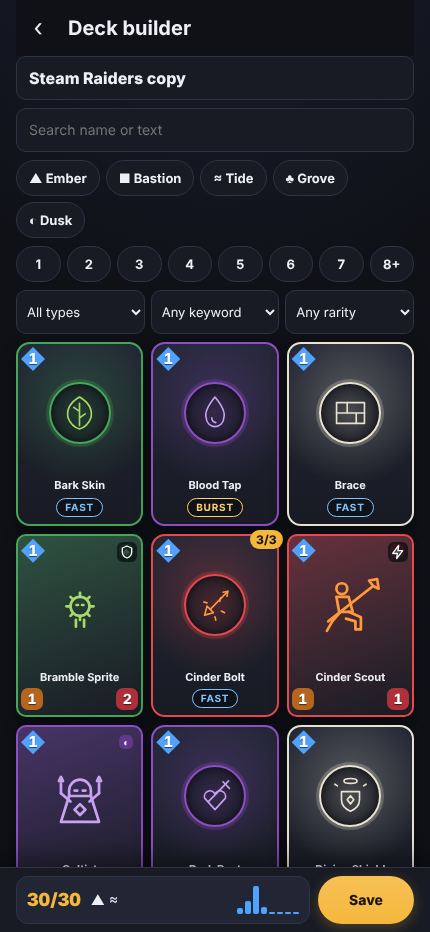 Deck builder
Steam Raiders copy
Search name or text
Ember Bastion Tide Grove
Dusk
1 2 3 4 5 6 7 8+
All types Any keyword Any rarity
1 1 1
Bark Skin Blood Tap Brace
FAST BURST FAST
1 1 3/3 1
Bramble Sprite Cinder Bolt Cinder Scout
1 2 FAST 1 1
1 1 1
30/30 Save